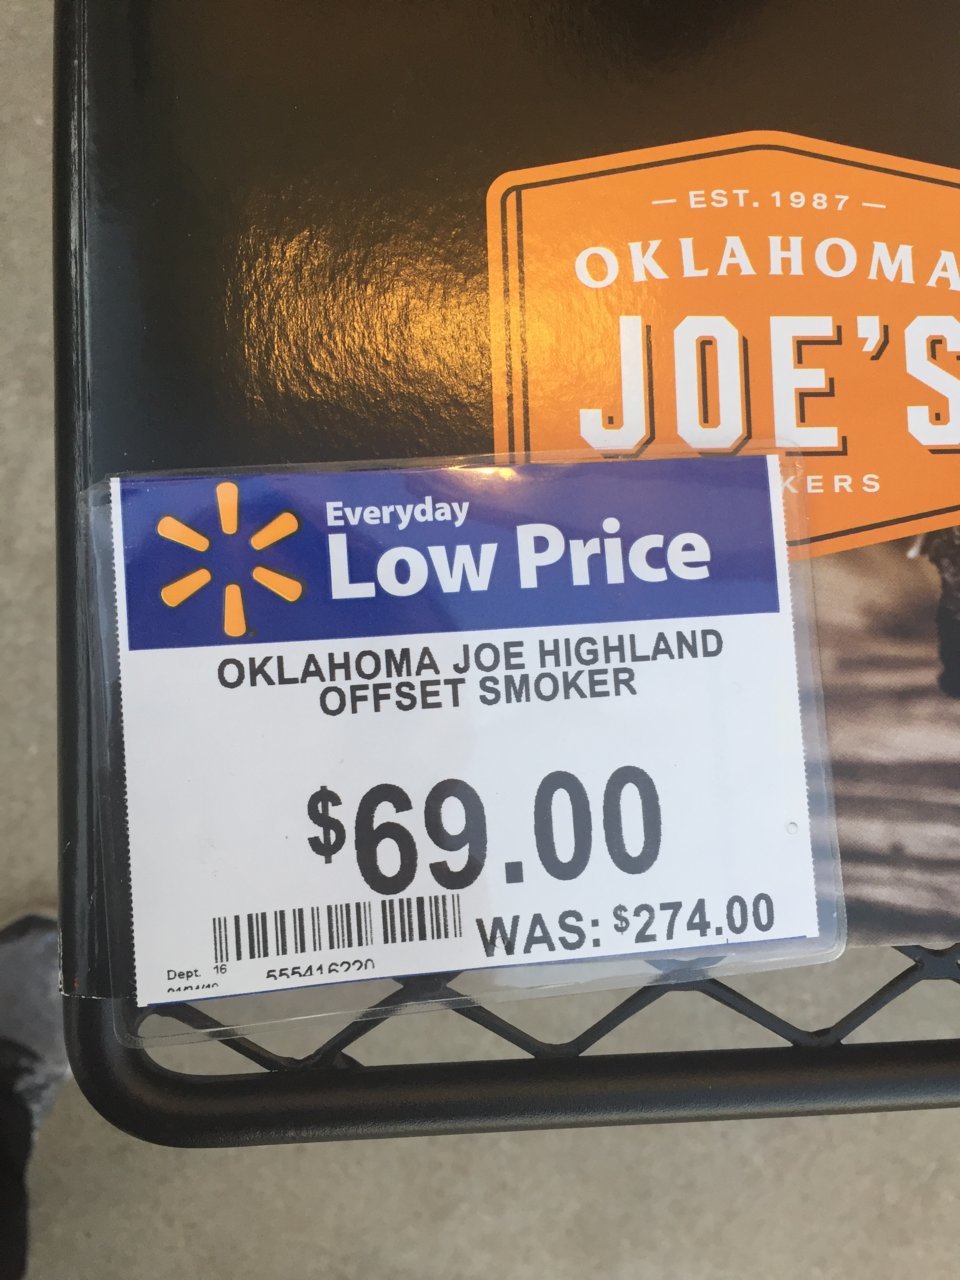 — EST. 1987 —
OKLAHOMA
JOE'S
KERS
Everyday
Low Price
OKLAHOMA JOE HIGHLAND
OFFSET SMOKER
$69.00
WAS: $274.00
Dept. 16
555416220